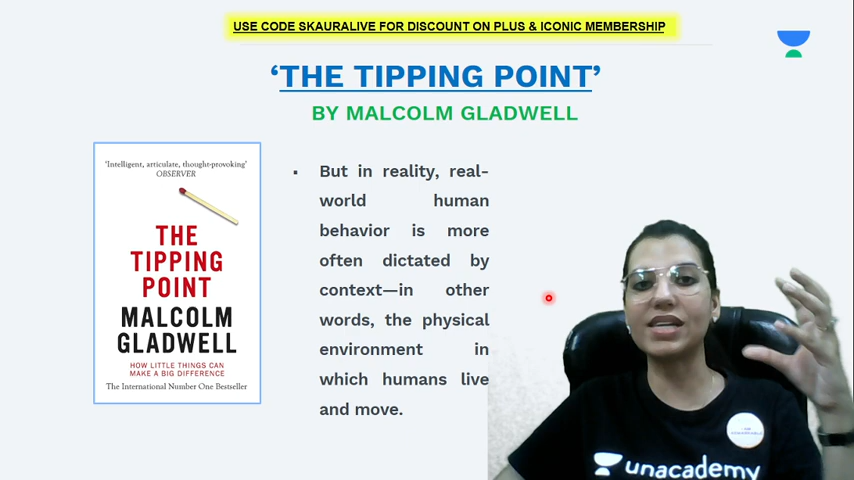 USE CODE SKAURALIVE FOR DISCOUNT ON PLUS & ICONIC MEMBERSHIP
‘THE TIPPING POINT’
BY MALCOLM GLADWELL
‘Intelligent, articulate, thought-provoking’
OBSERVER
THE
TIPPING
POINT
MALCOLM
GLADWELL
HOW LITTLE THINGS CAN
MAKE A BIG DIFFERENCE
The International Number One Bestseller
▪ But in reality, real-
world human
behavior is more
often dictated by
context—in other
words, the physical
environment in
which humans live
and move.
unacademy